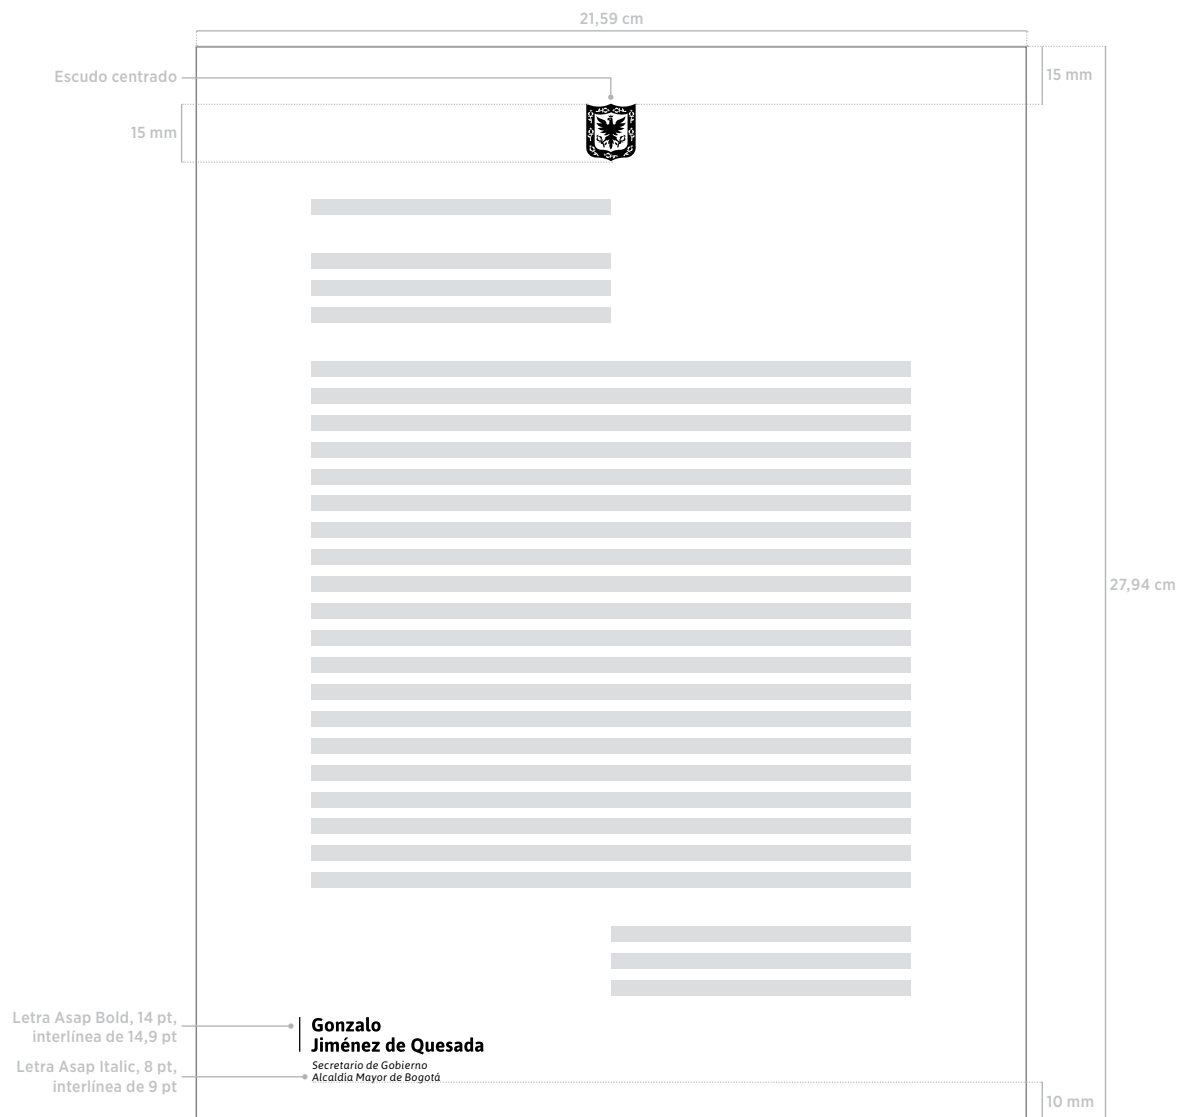 21,59 cm
Escudo centrado
15 mm
15 mm
27,94 cm
Letra Asap Bold, 14 pt,
interlínea de 14,9 pt
Gonzalo
Jiménez de Quesada
Letra Asap Italic, 8 pt,
interlínea de 9 pt
Secretario de Gobierno
Alcaldía Mayor de Bogotá
10 mm